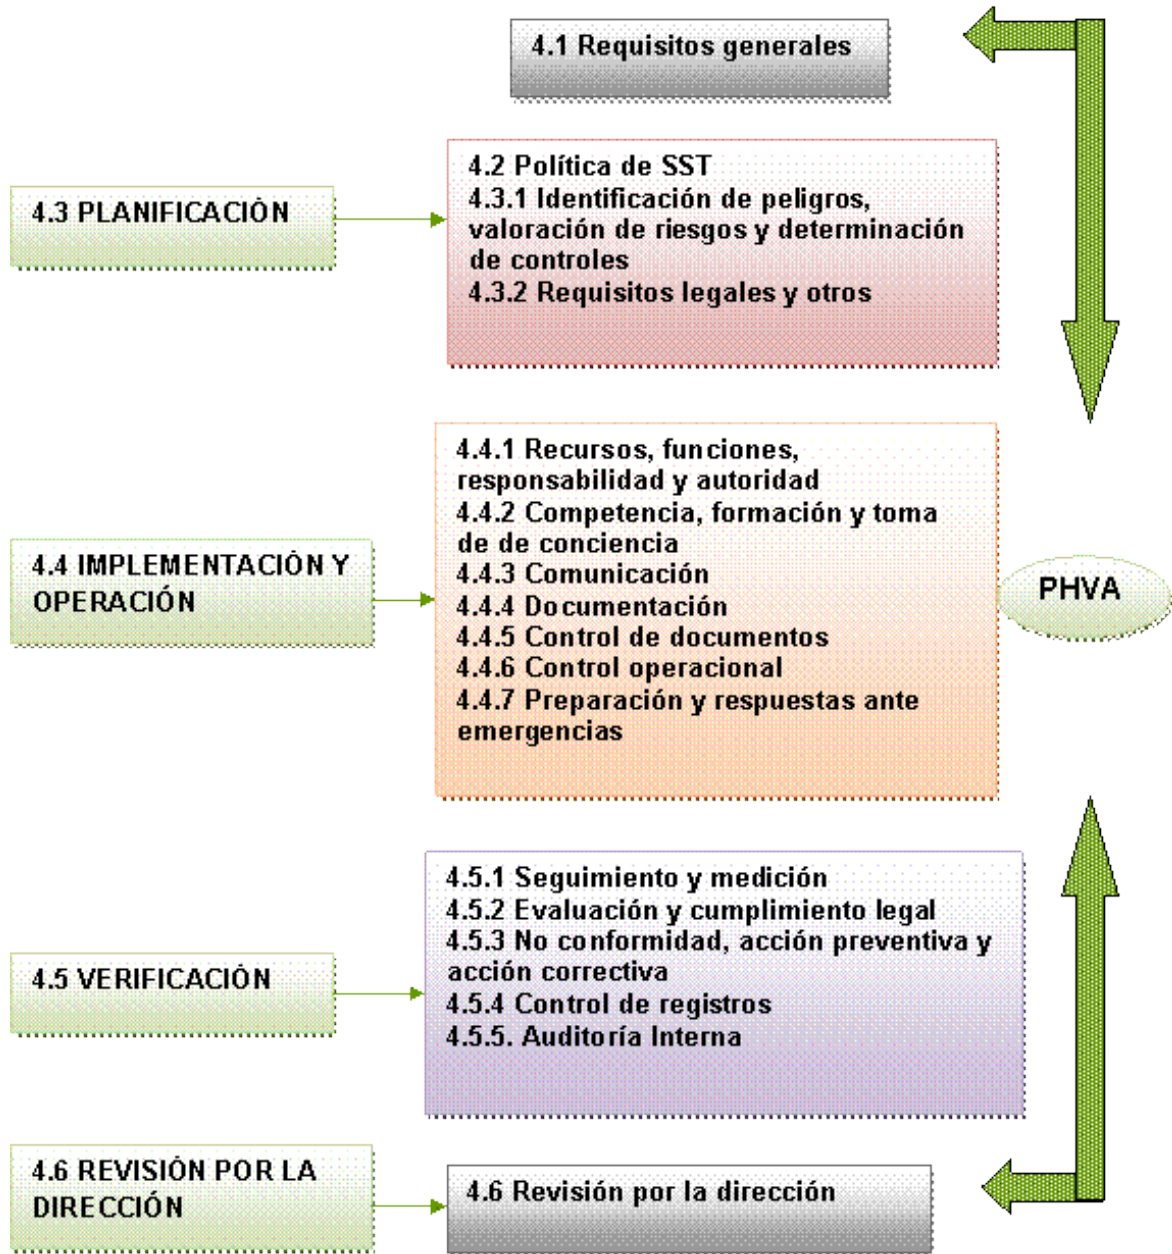 4.1 Requisitos generales
4.3 PLANIFICACIÓN
4.2 Política de SST
4.3.1 Identificación de peligros,
valoración de riesgos y determinación
de controles
4.3.2 Requisitos legales y otros
4.4 IMPLEMENTACIÓN Y
OPERACIÓN
4.4.1 Recursos, funciones,
responsabilidad y autoridad
4.4.2 Competencia, formación y toma
de de conciencia
4.4.3 Comunicación
4.4.4 Documentación
4.4.5 Control de documentos
4.4.6 Control operacional
4.4.7 Preparación y respuestas ante
emergencias
PHVA
4.5 VERIFICACIÓN
4.5.1 Seguimiento y medición
4.5.2 Evaluación y cumplimiento legal
4.5.3 No conformidad, acción preventiva y
acción correctiva
4.5.4 Control de registros
4.5.5. Auditoría Interna
4.6 REVISIÓN POR LA
DIRECCIÓN
4.6 Revisión por la dirección